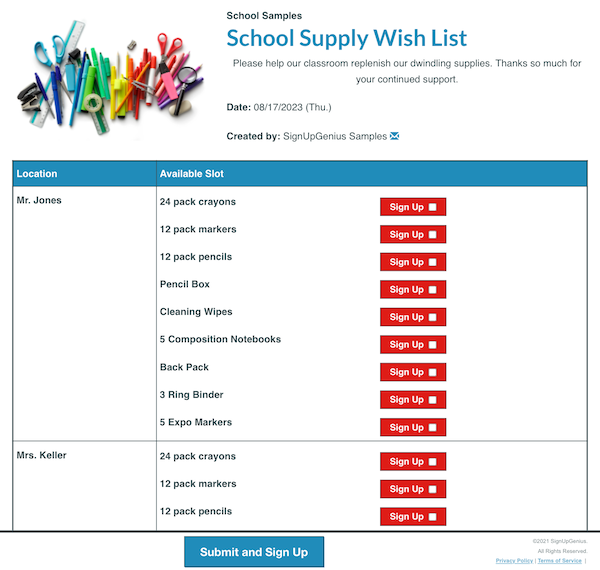 School Samples
School Supply Wish List
Please help our classroom replenish our dwindling supplies. Thanks so much for
your continued support.
Date: 08/17/2023 (Thu.)
Created by: SignUpGenius Samples
Location Available Slot
Mr. Jones 24 pack crayons Sign Up
12 pack markers Sign Up
12 pack pencils Sign Up
Pencil Box Sign Up
Cleaning Wipes Sign Up
5 Composition Notebooks Sign Up
Back Pack Sign Up
3 Ring Binder Sign Up
5 Expo Markers Sign Up
Mrs. Keller 24 pack crayons Sign Up
12 pack markers Sign Up
12 pack pencils Sign Up
Submit and Sign Up
©2021 SignUpGenius
All Rights Reserved.
Privacy Policy | Terms of Service |